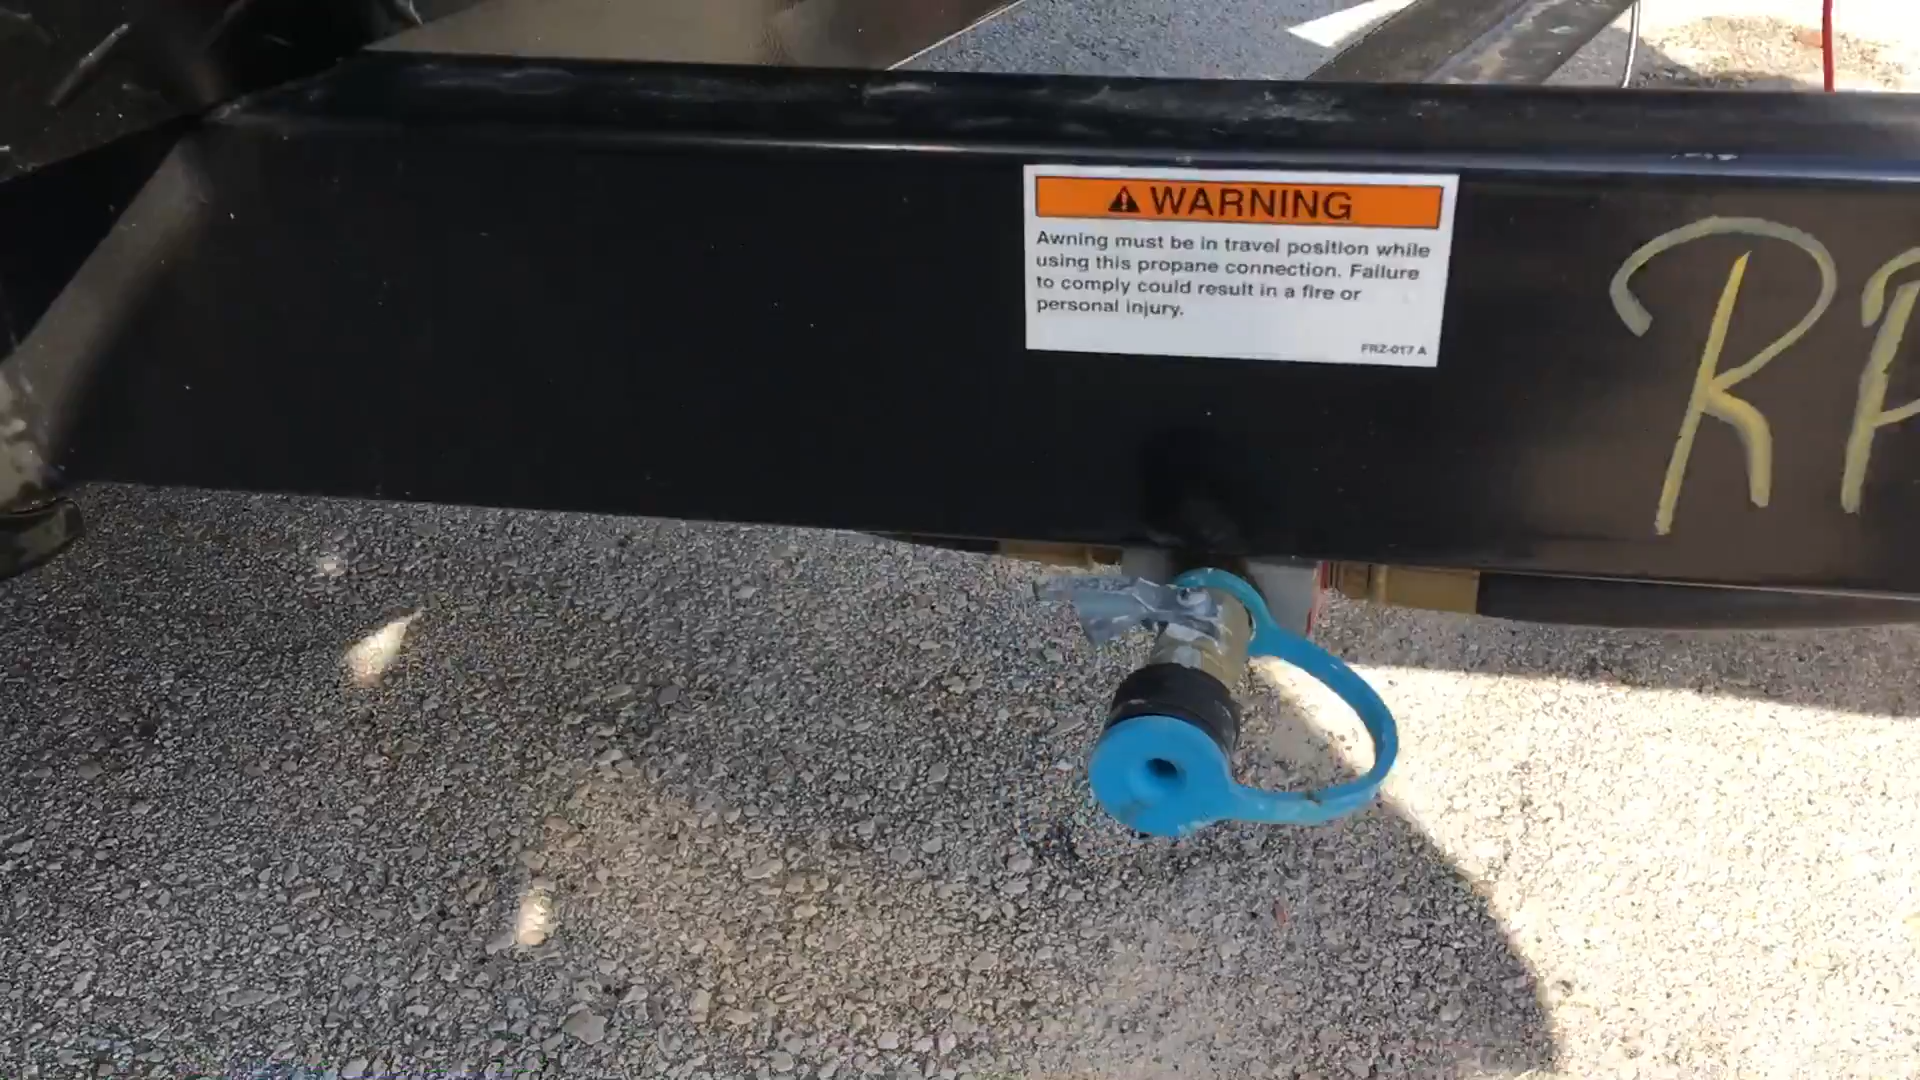 WARNING
Awning must be in travel position while
using this propane connection. Failure
to comply could result in a fire or
personal injury.
FRZ-017 A
RP